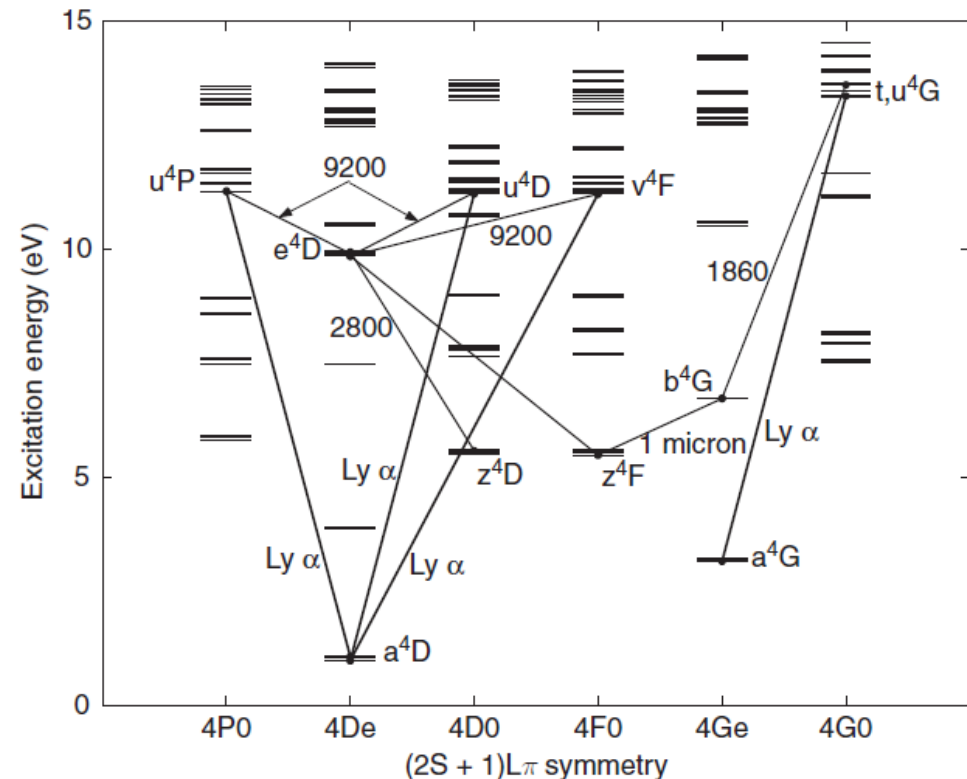 15
t,u⁴G
9200
u⁴P
u⁴D
v⁴F
10
e⁴D
9200
1860
2800
b⁴G
Excitation energy (eV)
1 micron
Ly α
5
Ly α
z⁴D
z⁴F
Ly α
Ly α
a⁴G
a⁴D
0
4P0 4De 4D0 4F0 4Ge 4G0
(2S + 1)Lπ symmetry